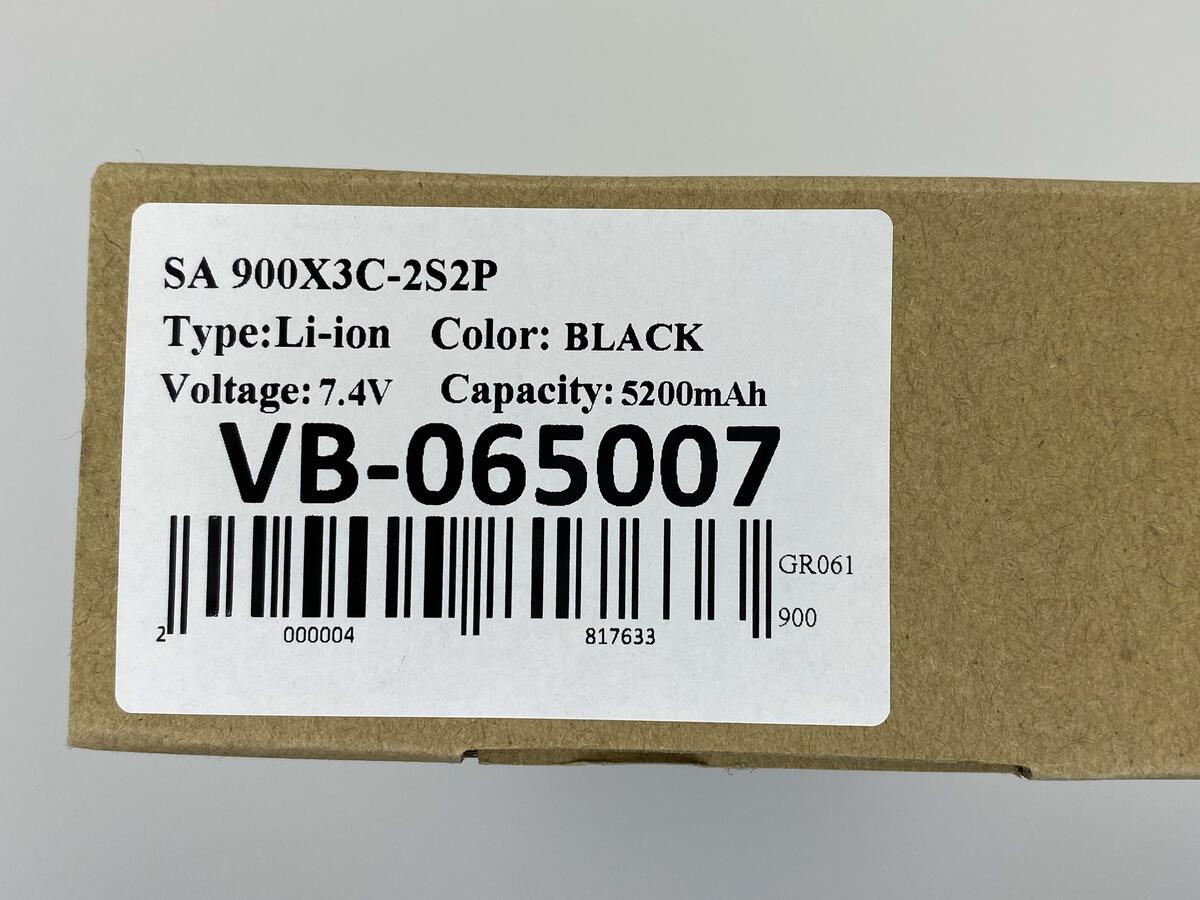 SA 900X3C-2S2P
Type:Li-ion Color: BLACK
Voltage: 7.4V Capacity: 5200mAh
VB-065007
GR061
900
2 000004 817633